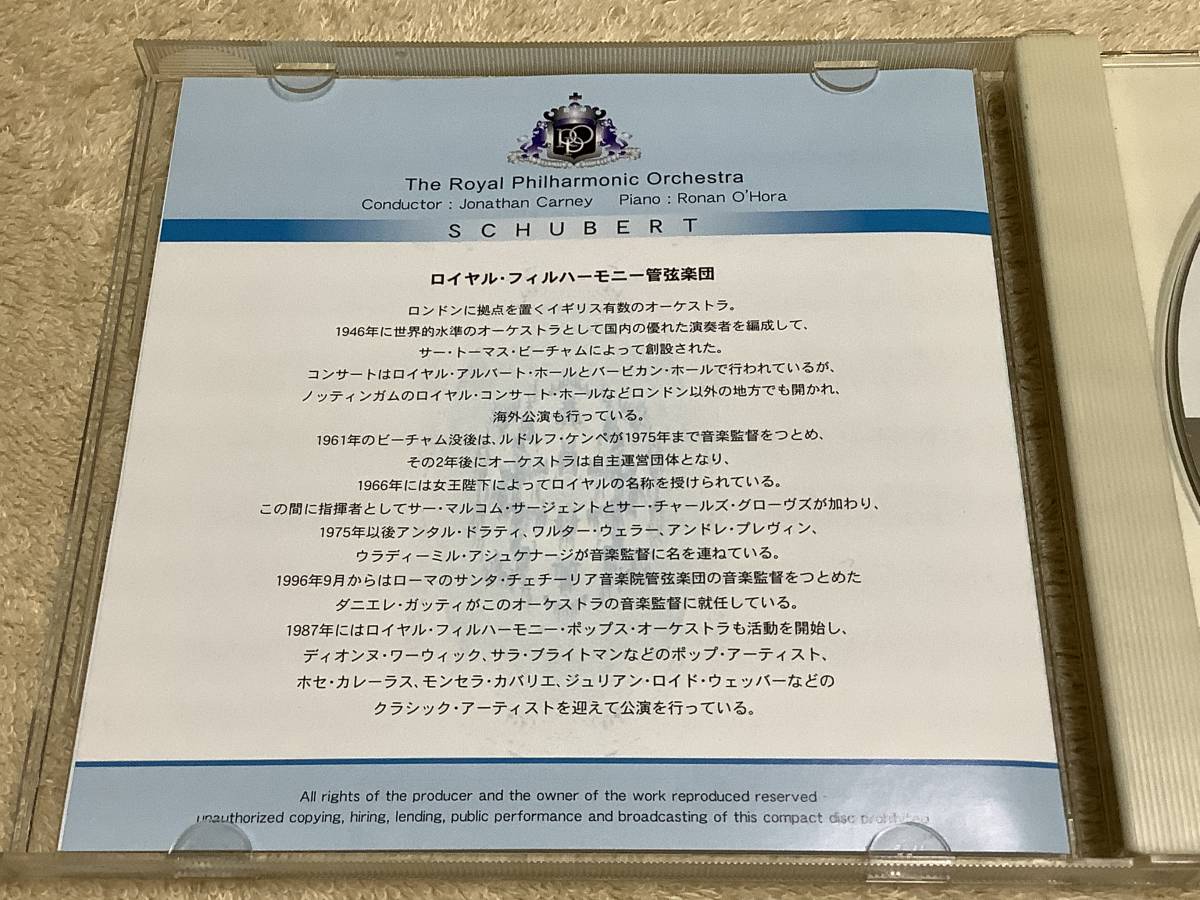 RPO
The Royal Philharmonic Orchestra
Conductor : Jonathan Carney Piano : Ronan O'Hora
SCHUBERT
ロイヤル・フィルハーモニー管弦楽団
ロンドンに拠点を置くイギリス有数のオーケストラ。
1946年に世界的水準のオーケストラとして国内の優れた演奏者を編成して、
サー・トーマス・ビーチャムによって創設された。
コンサートはロイヤル・アルバート・ホールとバービカン・ホールで行われているが、
ノッティンガムのロイヤル・コンサート・ホールなどロンドン以外の地方でも開かれ、
海外公演も行っている。
1961年のビーチャム没後は、ルドルフ・ケンペが1975年まで音楽監督をつとめ、
その2年後にオーケストラは自主運営団体となり、
1966年には女王陛下によってロイヤルの名称を授けられている。
この間に指揮者としてサー・マルコム・サージェントとサー・チャールズ・グローヴズが加わり、
1975年以後アンタル・ドラティ、ワルター・ウェラー、アンドレ・プレヴィン、
ウラディーミル・アシュケナージが音楽監督に名を連ねている。
1996年9月からはローマのサンタ・チェチーリア音楽院管弦楽団の音楽監督をつとめた
ダニエレ・ガッティがこのオーケストラの音楽監督に就任している。
1987年にはロイヤル・フィルハーモニー・ポップス・オーケストラも活動を開始し、
ディオンヌ・ワーウィック、サラ・ブライトマンなどのポップ・アーティスト、
ホセ・カレーラス、モンセラ・カバリエ、ジュリアン・ロイド・ウェッバーなどの
クラシック・アーティストを迎えて公演を行っている。
All rights of the producer and the owner of the work reproduced reserved
unauthorized copying, hiring, lending, public performance and broadcasting of this compact disc prohibited